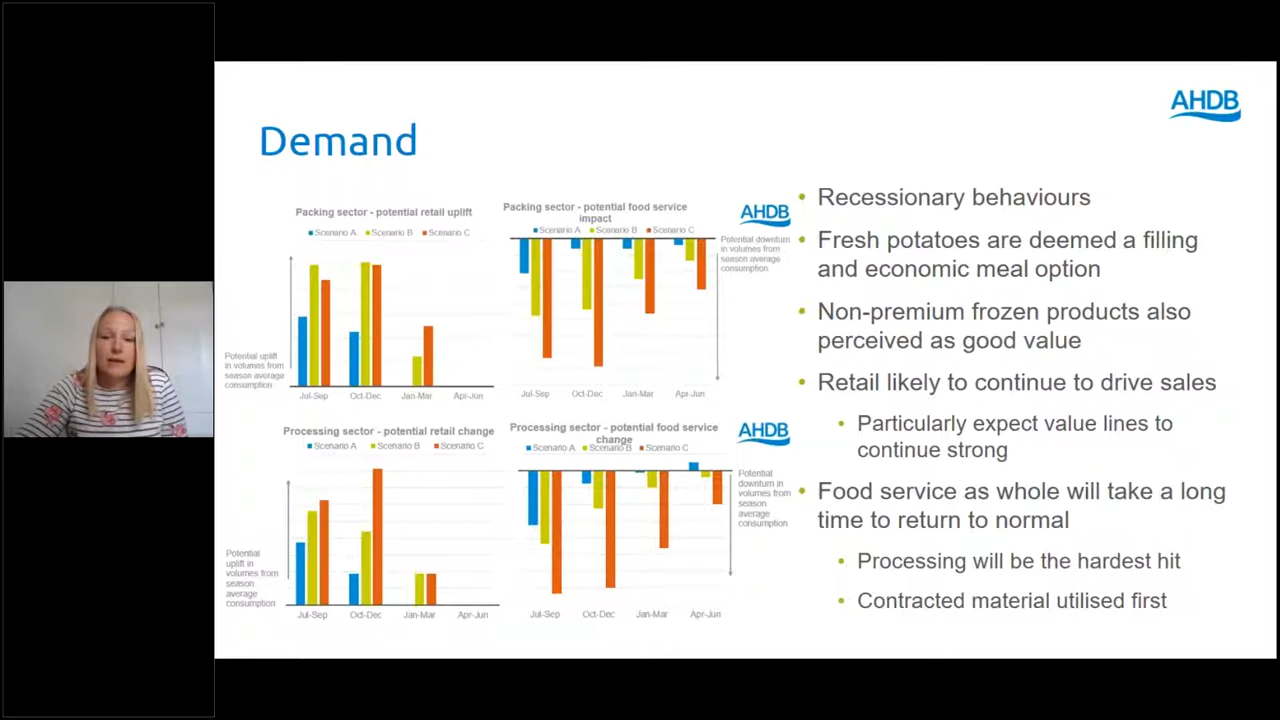 AHDB
Demand
Packing sector - potential retail uplift
Scenario A
Scenario B
Scenario C
Potential uplift
in volumes from
season average
consumption
Jul-Sep
Oct-Dec
Jan-Mar
Apr-Jun
Packing sector - potential food service
impact
Scenario A
Scenario B
Scenario C
AHDB
Potential downturn
in volumes from
season average
consumption
Jul-Sep
Oct-Dec
Jan-Mar
Apr-Jun
Processing sector - potential retail change
Scenario A
Scenario B
Scenario C
Potential
uplift in
volumes from
season
average
consumption
Jul-Sep
Oct-Dec
Jan-Mar
Apr-Jun
Processing sector - potential food service
change
Scenario A
Scenario B
Scenario C
AHDB
Potential
downturn in
volumes from
season
average
consumption
Jul-Sep
Oct-Dec
Jan-Mar
Apr-Jun
• Recessionary behaviours
• Fresh potatoes are deemed a filling
and economic meal option
• Non-premium frozen products also
perceived as good value
• Retail likely to continue to drive sales
• Particularly expect value lines to
continue strong
• Food service as whole will take a long
time to return to normal
• Processing will be the hardest hit
• Contracted material utilised first